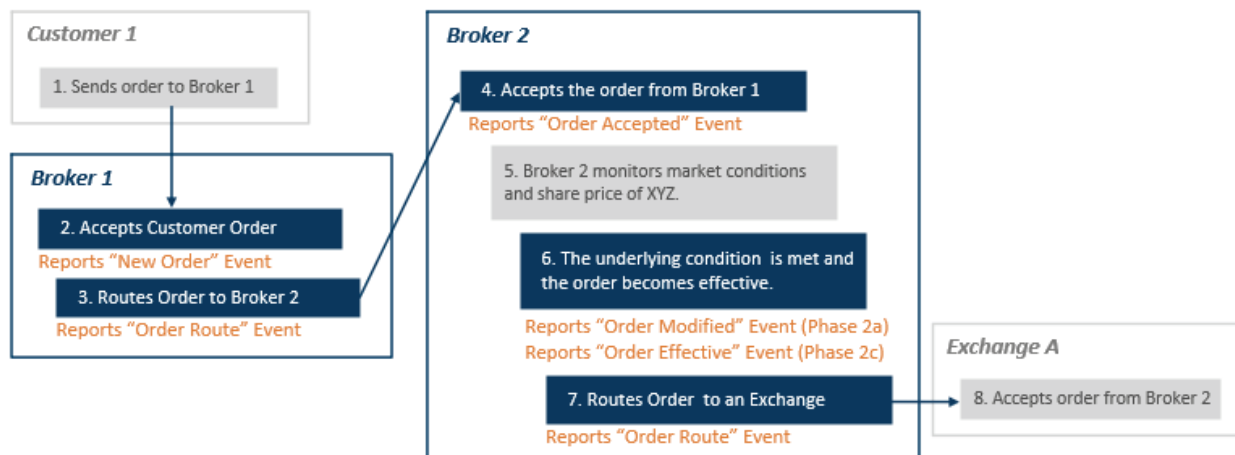 Customer 1
1. Sends order to Broker 1
Broker 1
2. Accepts Customer Order
Reports “New Order” Event
3. Routes Order to Broker 2
Reports “Order Route” Event
Broker 2
4. Accepts the order from Broker 1
Reports “Order Accepted” Event
5. Broker 2 monitors market conditions
and share price of XYZ.
6. The underlying condition is met and
the order becomes effective.
Reports “Order Modified” Event (Phase 2a)
Reports “Order Effective” Event (Phase 2c)
7. Routes Order to an Exchange
Reports “Order Route” Event
Exchange A
8. Accepts order from Broker 2